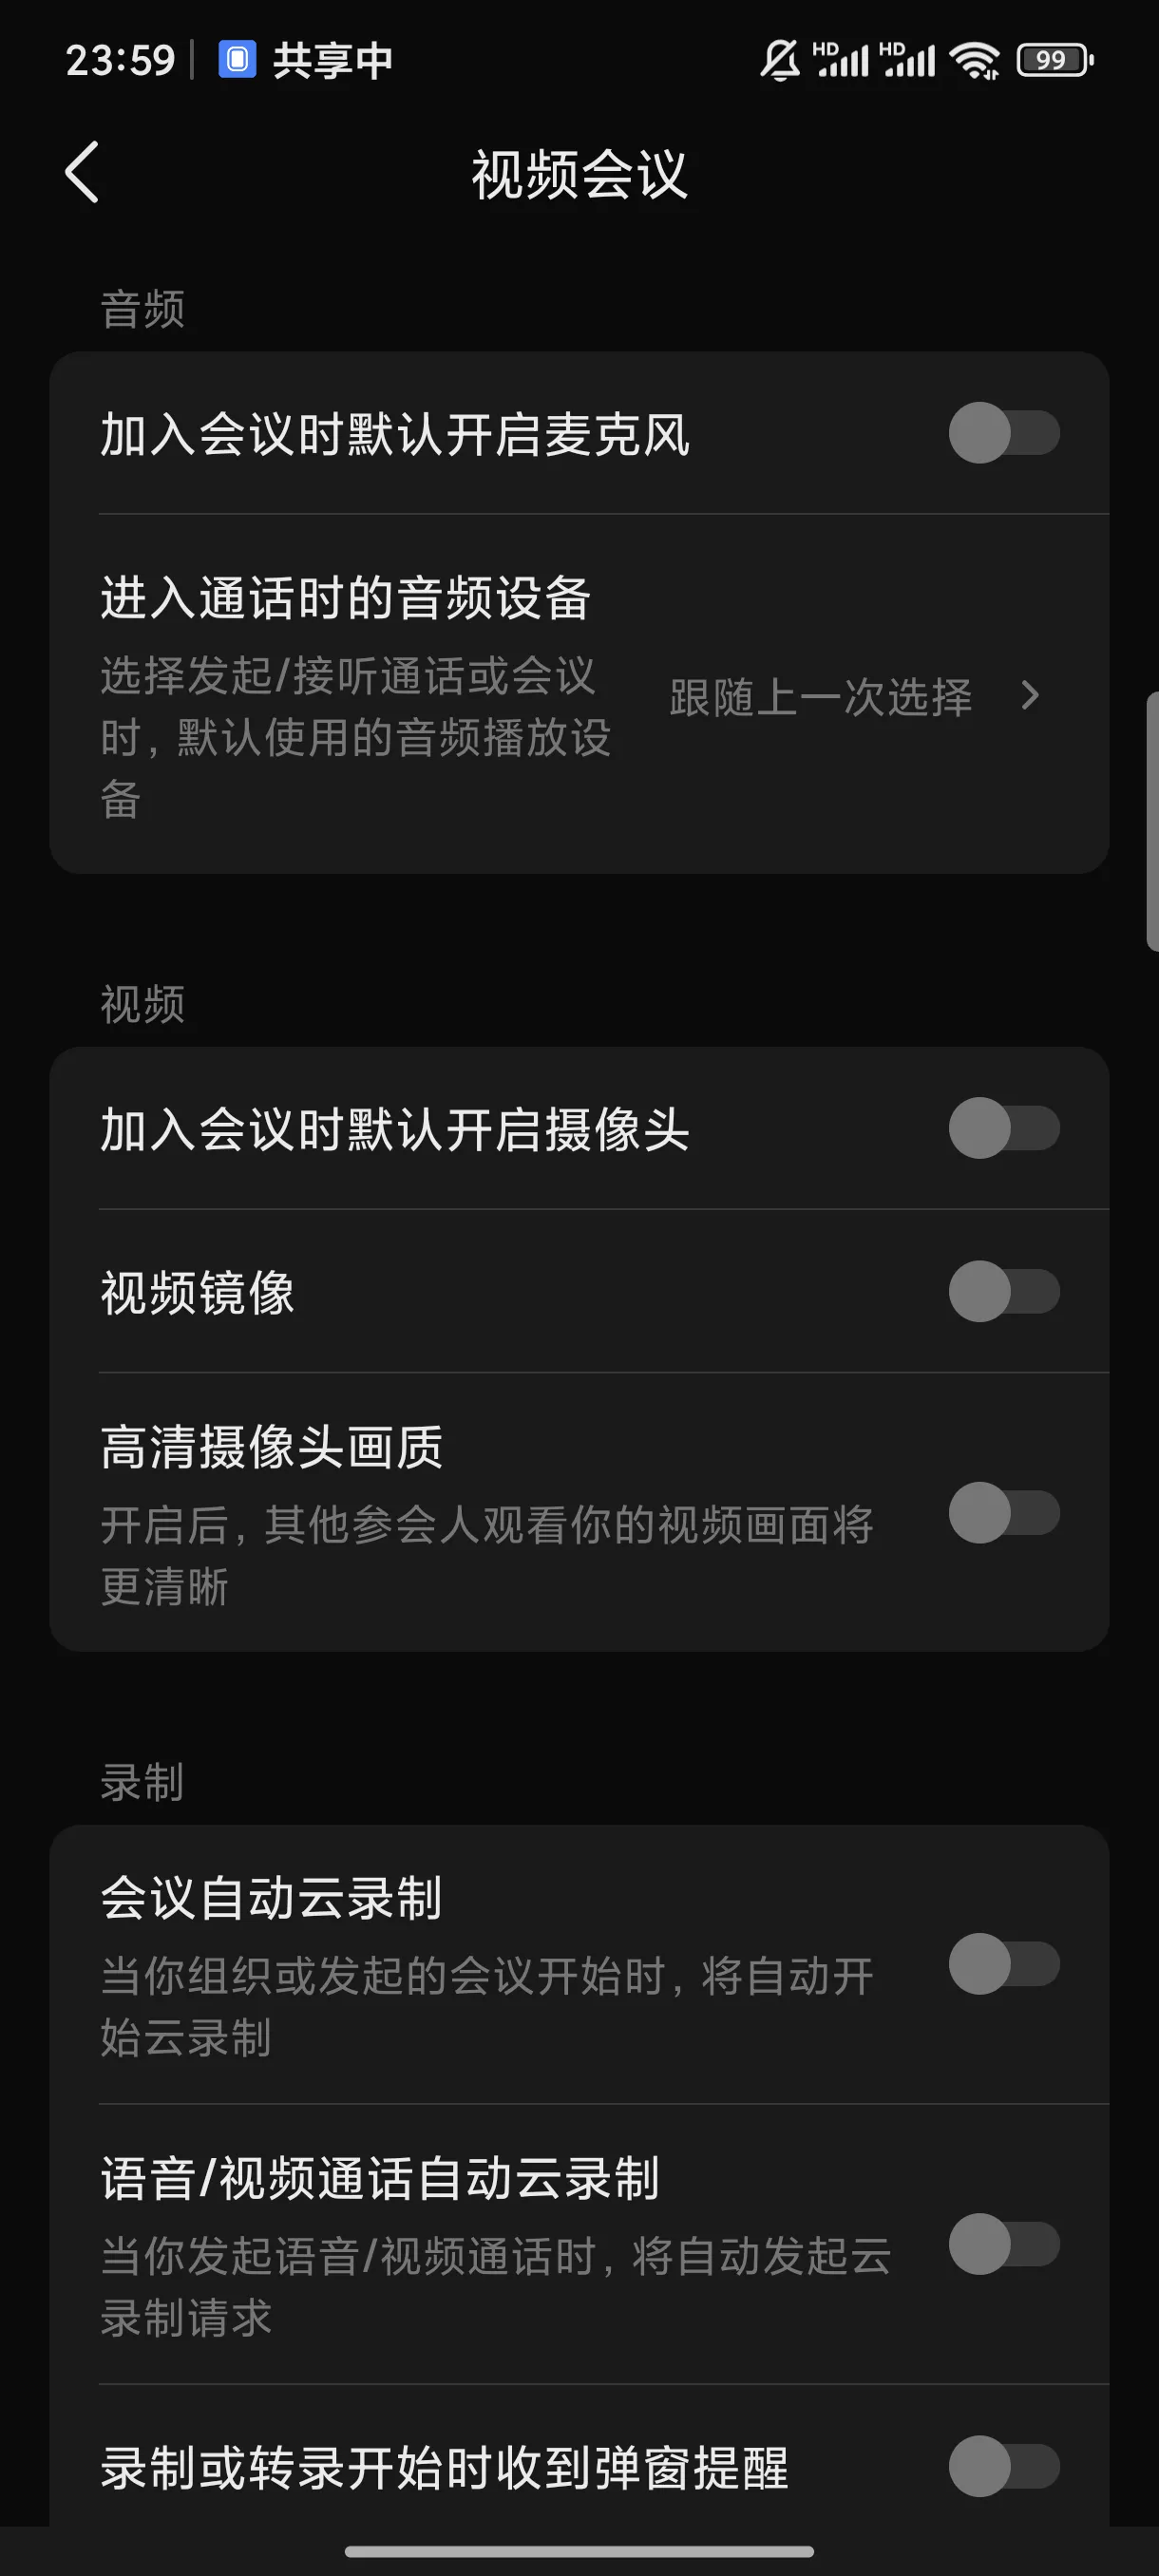 23:59 共享中 HD HD 99
视频会议
音频
加入会议时默认开启麦克风
进入通话时的音频设备
选择发起/接听通话或会议
时，默认使用的音频播放设
备
跟随上一次选择
视频
加入会议时默认开启摄像头
视频镜像
高清摄像头画质
开启后，其他参会人观看你的视频画面将
更清晰
录制
会议自动云录制
当你组织或发起的会议开始时，将自动开
始云录制
语音/视频通话自动云录制
当你发起语音/视频通话时，将自动发起云
录制请求
录制或转录开始时收到弹窗提醒